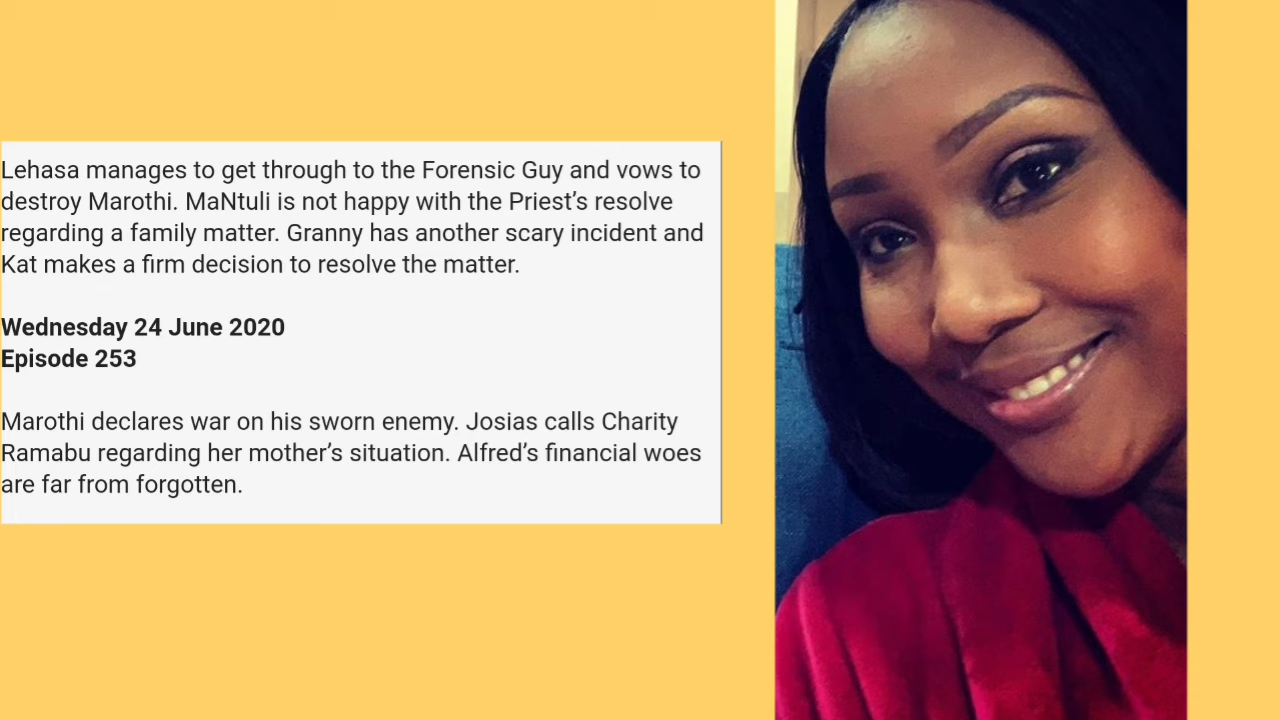 Lehasa manages to get through to the Forensic Guy and vows to
destroy Marothi. MaNtuli is not happy with the Priest’s resolve
regarding a family matter. Granny has another scary incident and
Kat makes a firm decision to resolve the matter.
Wednesday 24 June 2020
Episode 253
Marothi declares war on his sworn enemy. Josias calls Charity
Ramabu regarding her mother’s situation. Alfred’s financial woes
are far from forgotten.